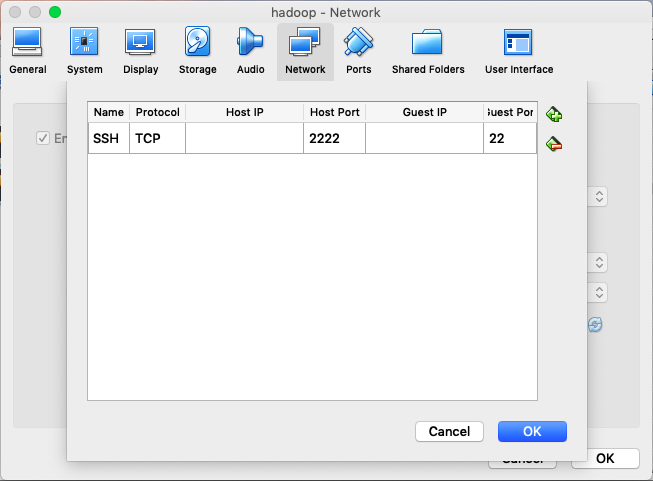 hadoop - Network
General System Display Storage Audio Network Ports Shared Folders User Interface
Name Protocol Host IP Host Port Guest IP Guest Por
SSH TCP 2222 22
En
Cancel OK
Cancel OK